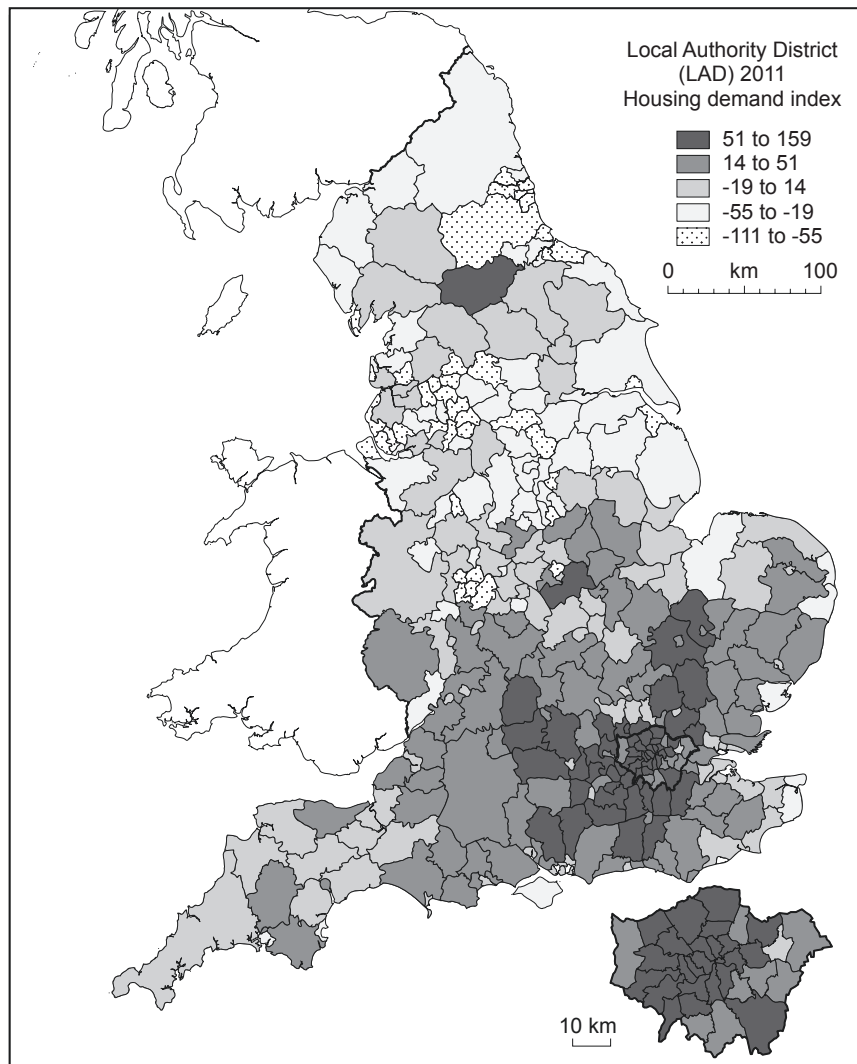 Local Authority District
(LAD) 2011
Housing demand index
51 to 159
14 to 51
-19 to 14
-55 to -19
-111 to -55
0 km 100
10 km